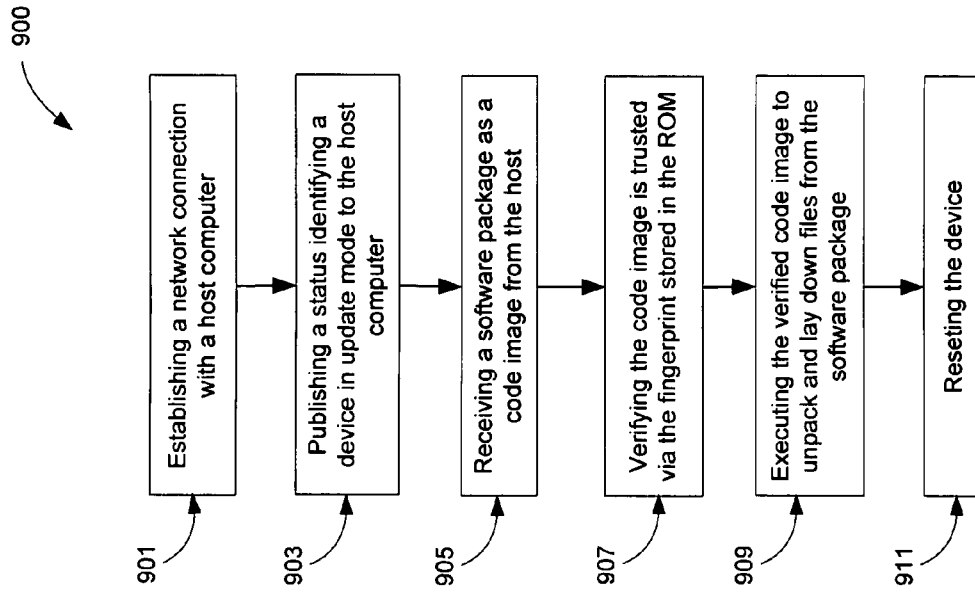 900
901
Establishing a network connection
with a host computer
903
Publishing a status identifying a
device in update mode to the host
computer
905
Receiving a software package as a
code image from the host
907
Verifying the code image is trusted
via the fingerprint stored in the ROM
909
Executing the verified code image to
unpack and lay down files from the
software package
911
Reseting the device